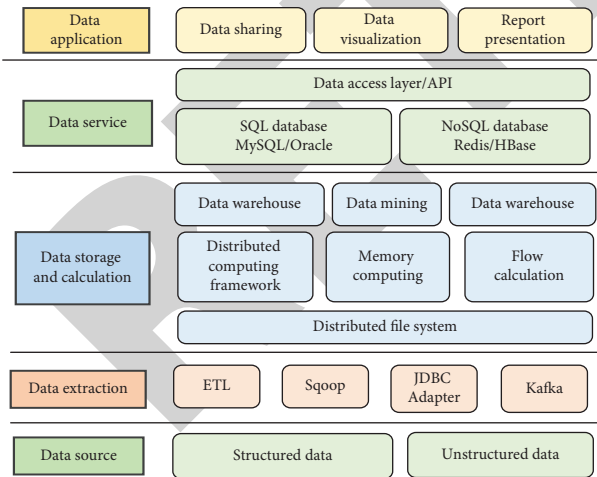 Data
application
Data sharing
Data
visualization
Report
presentation
Data service
Data access layer/API
SQL database
MySQL/Oracle
NoSQL database
Redis/HBase
Data storage
and calculation
Data warehouse
Data mining
Data warehouse
Distributed
computing
framework
Memory
computing
Flow
calculation
Distributed file system
Data extraction
ETL
Sqoop
JDBC
Adapter
Kafka
Data source
Structured data
Unstructured data